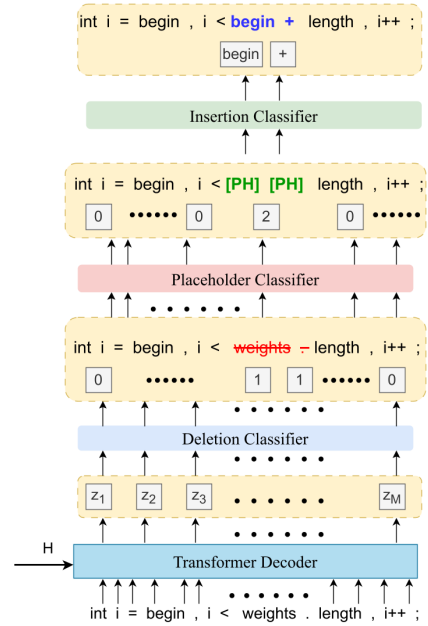 int i = begin , i < begin + length , i++ ;
begin +
Insertion Classifier
int i = begin , i < [PH] [PH] length , i++ ;
0 ...... 0 2 0 ......
Placeholder Classifier
......
int i = begin , i < weights . length , i++ ;
0 ...... 1 1 ...... 0
......
Deletion Classifier
......
z1 z2 z3 ...... zM
......
H
Transformer Decoder
......
int i = begin , i < weights . length , i++ ;